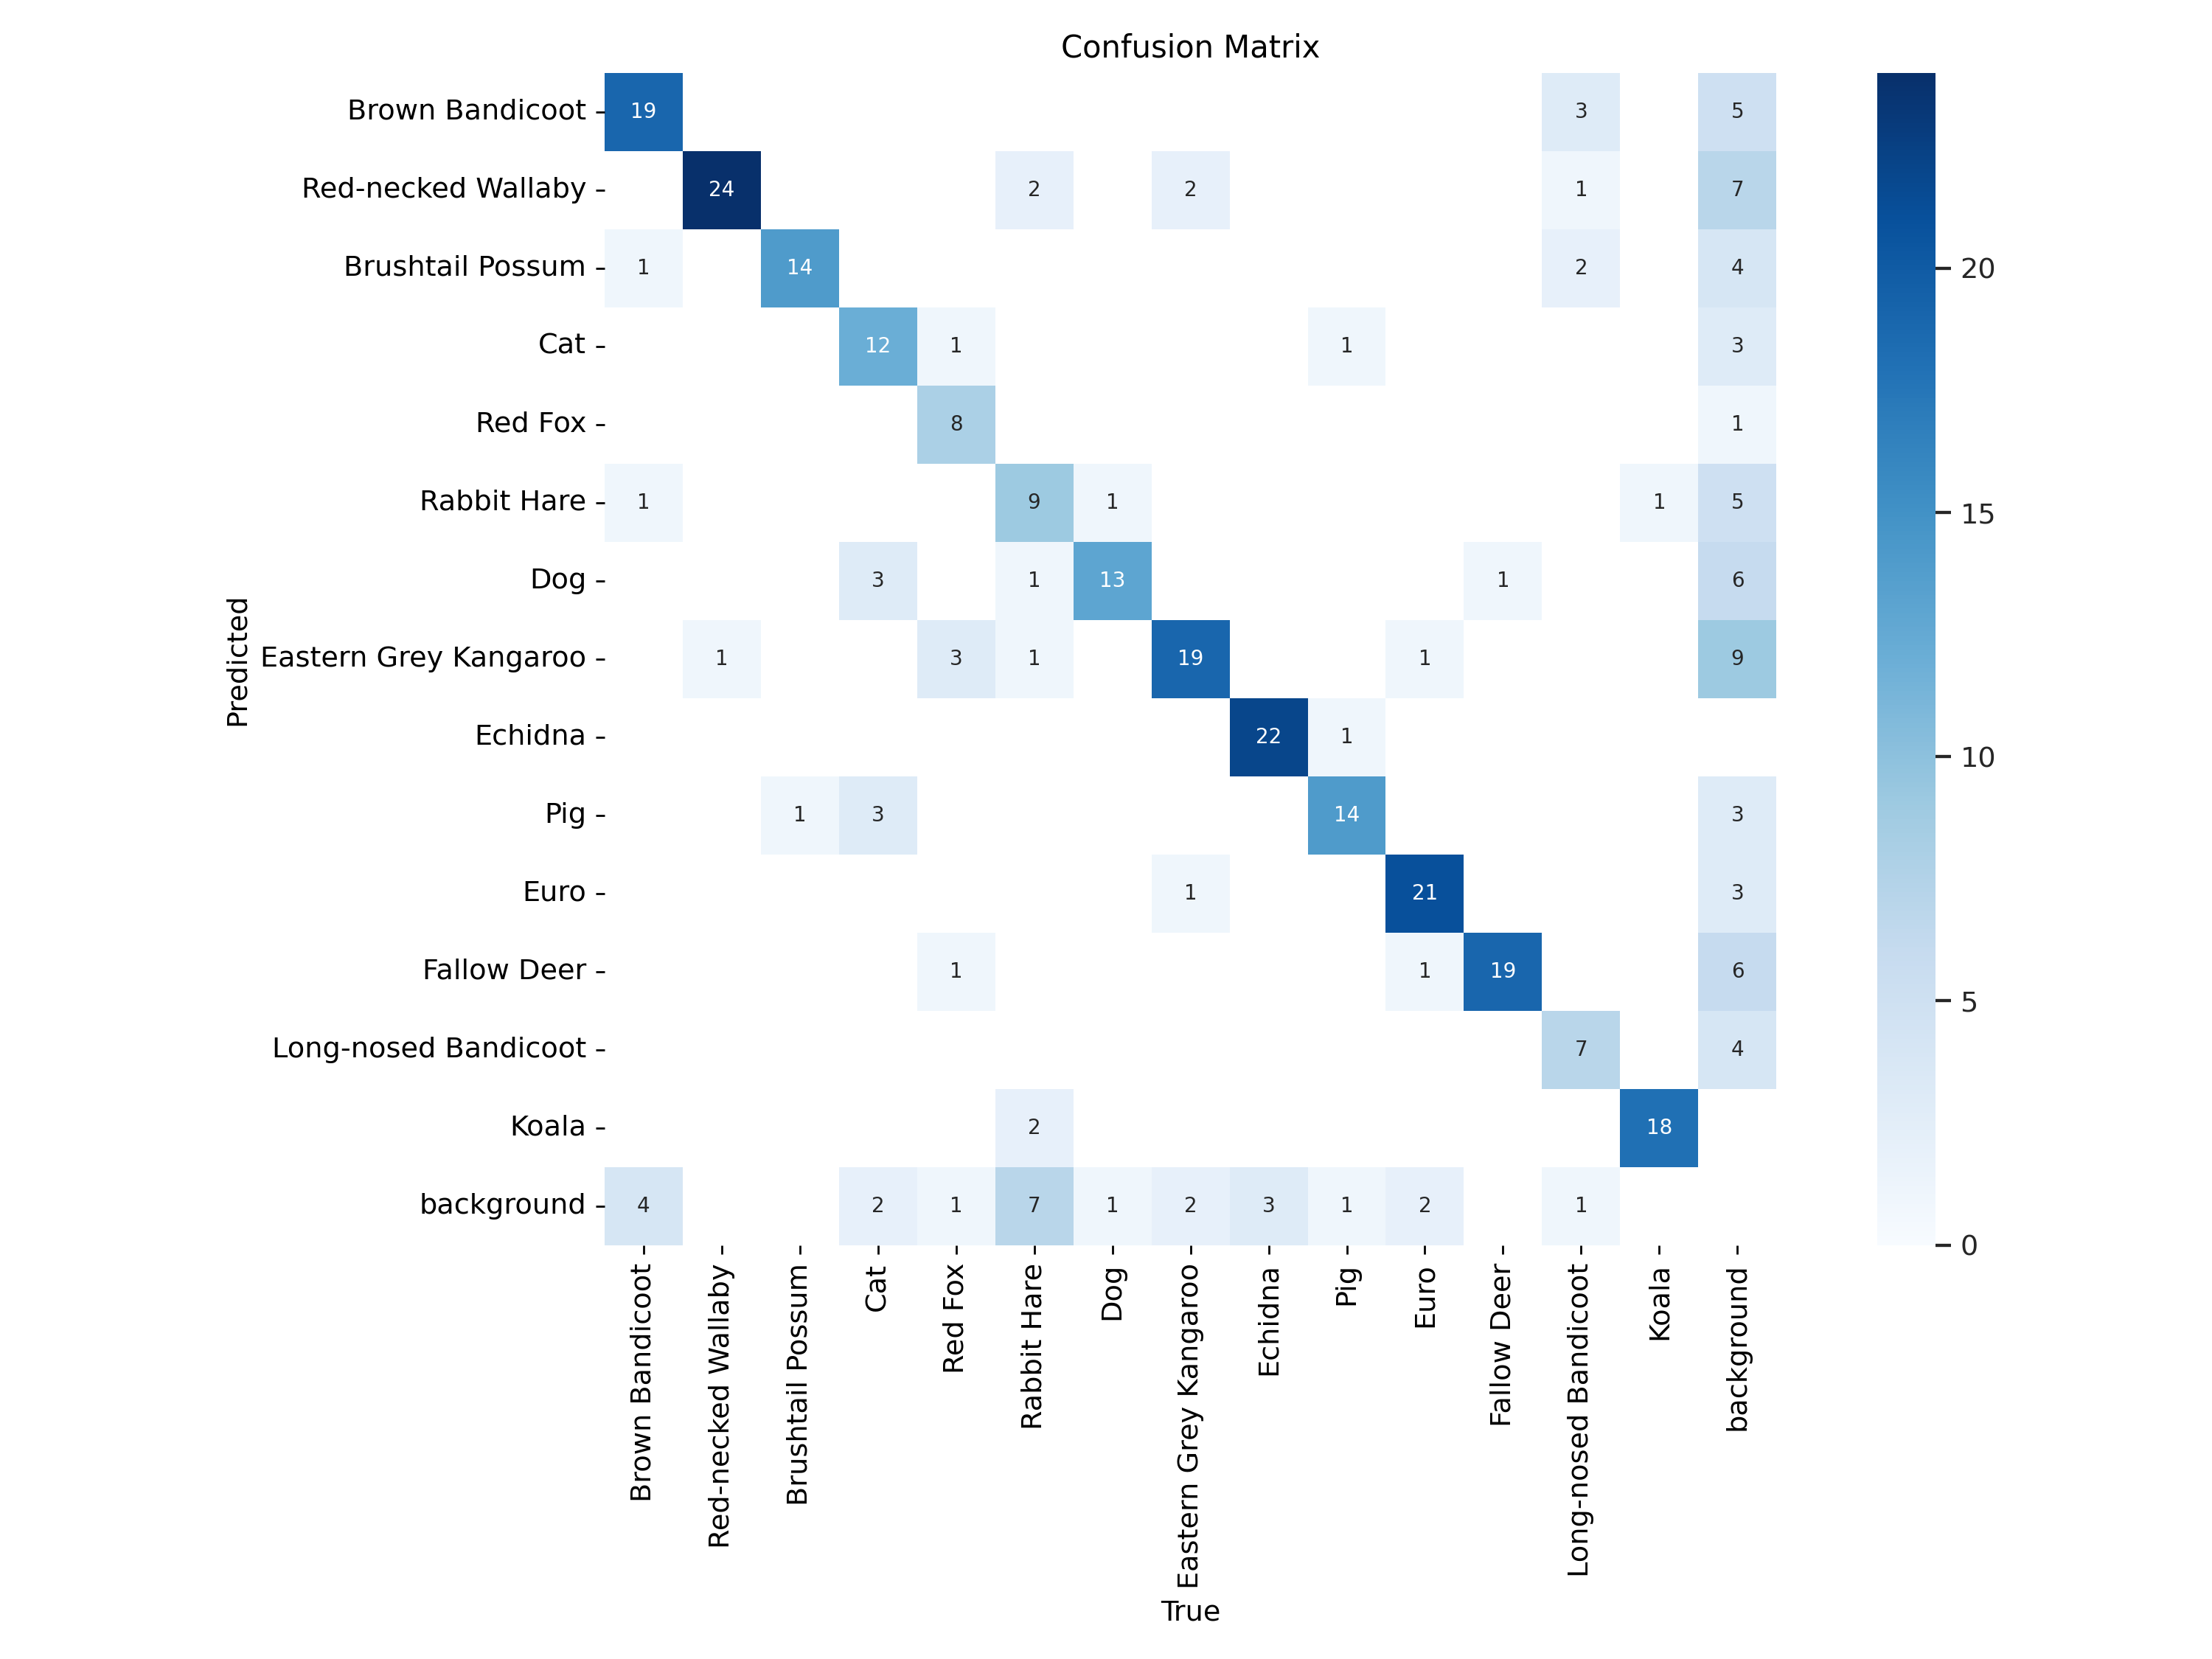 Confusion Matrix
Brown Bandicoot 19 3 5
Red-necked Wallaby 24 2 2 1 7
Brushtail Possum 1 14 2 4
Cat 12 1 1 3
Red Fox 8 1
Rabbit Hare 1 9 1 1 5
Dog 3 1 13 1 6
Eastern Grey Kangaroo 1 3 1 19 1 9
Echidna 22 1
Pig 1 3 14 3
Euro 1 21 3
Fallow Deer 1 1 19 6
Long-nosed Bandicoot 7 4
Koala 2 18
background 4 2 1 7 1 2 3 1 2 1
Predicted
Brown Bandicoot
Red-necked Wallaby
Brushtail Possum
Cat
Red Fox
Rabbit Hare
Dog
Eastern Grey Kangaroo
Echidna
Pig
Euro
Fallow Deer
Long-nosed Bandicoot
Koala
background
True
20
15
10
5
0